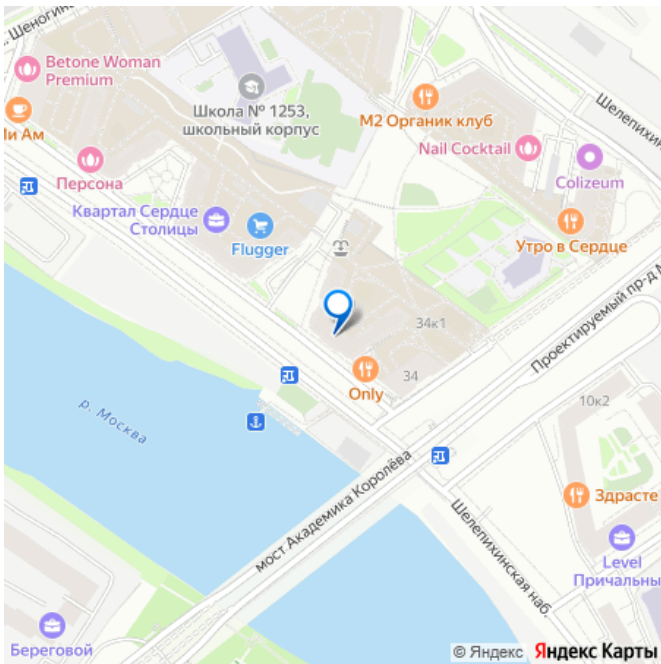 . Шеногина
Betone Woman
Premium
Школа № 1253,
школьный корпус
М2 Органик клуб
Шелепихин
Ли Ам
Nail Cocktail
Colizeum
Персона
Квартал Сердце
Столицы
Flugger
Утро в Сердце
34к1
Проектируемый пр-д М
34
Only
р. Москва
10к2
мост Академика Королёва
Здрасте
Шелепихинская наб.
Level
Причальны
Береговой
© Яндекс Яндекс Карты